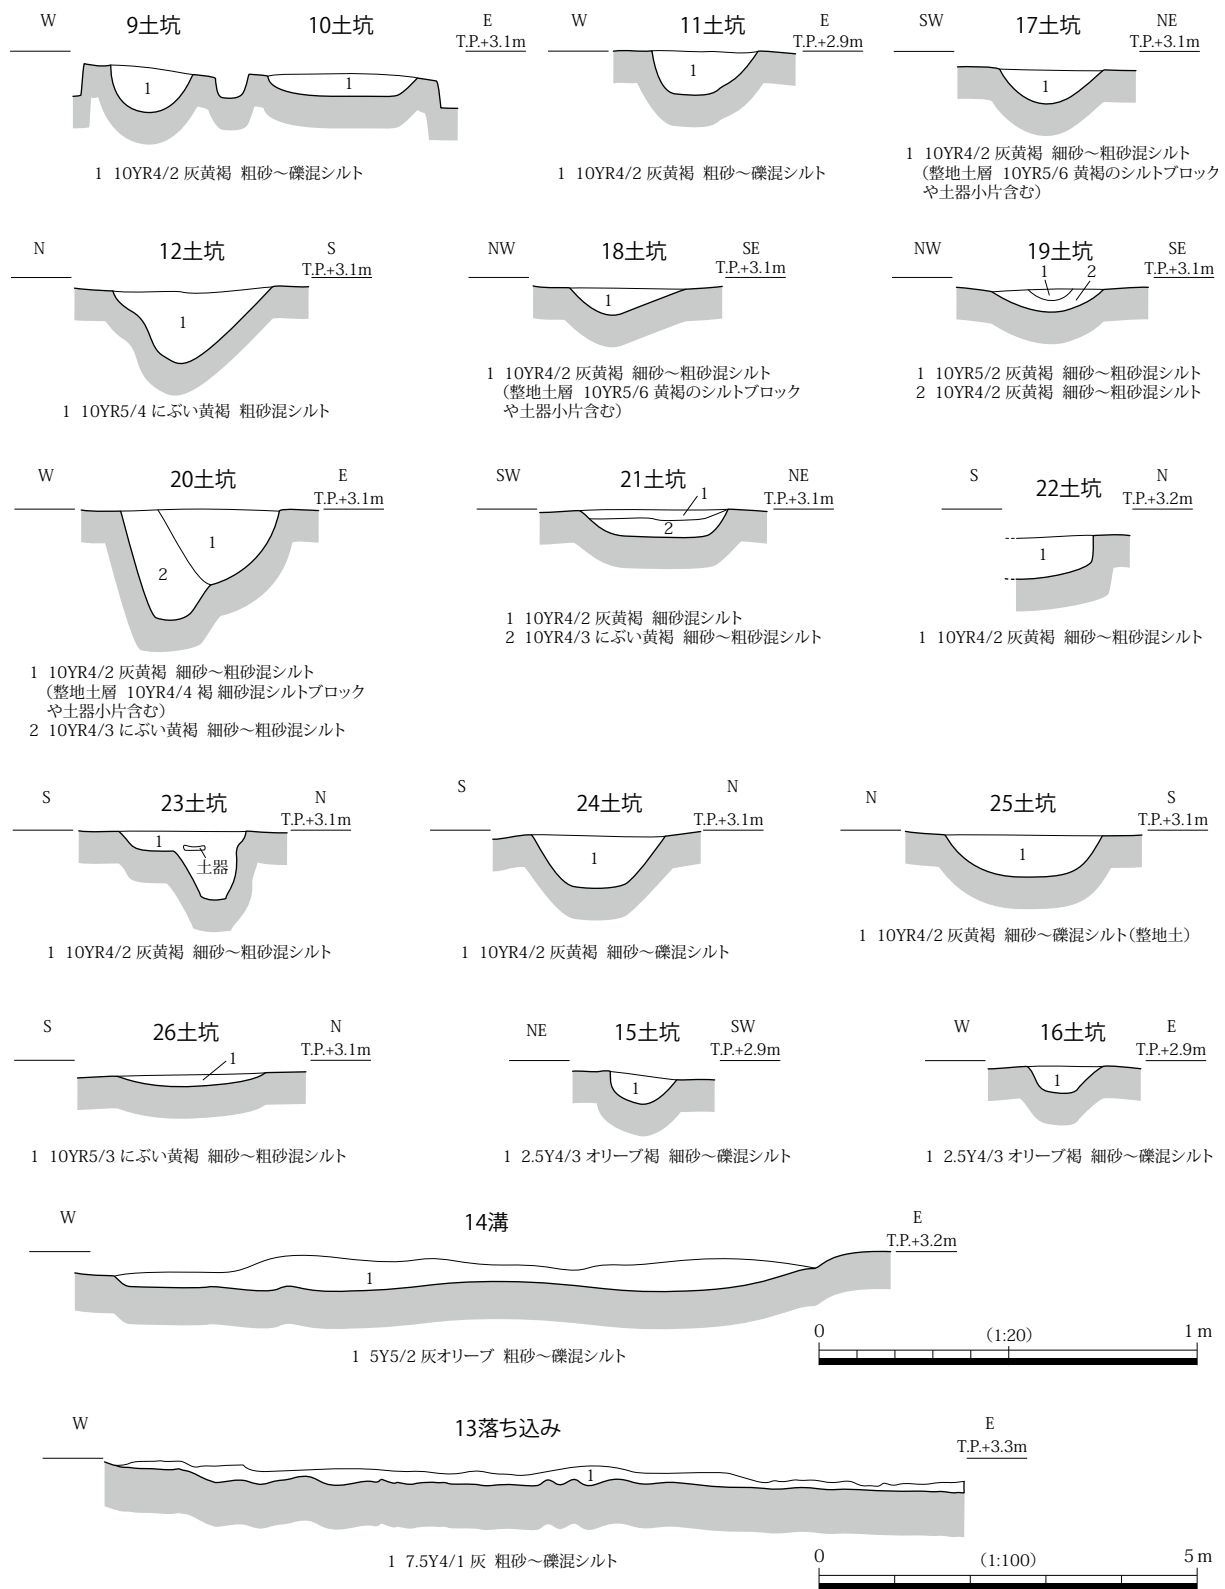 W 9土坑 10土坑 E
T.P.+3.1m
1
1
1 10YR4/2 灰黄褐 粗砂～礫混シルト
W 11土坑 E
T.P.+2.9m
1
1 10YR4/2 灰黄褐 粗砂～礫混シルト
SW 17土坑 NE
T.P.+3.1m
1
1 10YR4/2 灰黄褐 細砂～粗砂混シルト
（整地土層 10YR5/6 黄褐のシルトブロック
や土器小片含む）
N 12土坑 S
T.P.+3.1m
1
1 10YR5/4 にぶい黄褐 粗砂混シルト
NW 18土坑 SE
T.P.+3.1m
1
1 10YR4/2 灰黄褐 細砂～粗砂混シルト
（整地土層 10YR5/6 黄褐のシルトブロック
や土器小片含む）
NW 19土坑 SE
T.P.+3.1m
1 2
1 10YR5/2 灰黄褐 細砂～粗砂混シルト
2 10YR4/2 灰黄褐 細砂～粗砂混シルト
W 20土坑 E
T.P.+3.1m
1
2
1 10YR4/2 灰黄褐 細砂～粗砂混シルト
（整地土層 10YR4/4 褐 細砂混シルトブロック
や土器小片含む）
2 10YR4/3 にぶい黄褐 細砂～粗砂混シルト
SW 21土坑 NE
T.P.+3.1m
1
2
1 10YR4/2 灰黄褐 細砂混シルト
2 10YR4/3 にぶい黄褐 細砂～粗砂混シルト
S 22土坑 N
T.P.+3.2m
1
1 10YR4/2 灰黄褐 細砂～粗砂混シルト
S 23土坑 N
T.P.+3.1m
1
土器
1 10YR4/2 灰黄褐 細砂～粗砂混シルト
S 24土坑 N
T.P.+3.1m
1
1 10YR4/2 灰黄褐 細砂～礫混シルト
N 25土坑 S
T.P.+3.1m
1
1 10YR4/2 灰黄褐 細砂～礫混シルト（整地土）
S 26土坑 N
T.P.+3.1m
1
1 10YR5/3 にぶい黄褐 細砂～粗砂混シルト
NE 15土坑 SW
T.P.+2.9m
1
1 2.5Y4/3 オリーブ褐 細砂～礫混シルト
W 16土坑 E
T.P.+2.9m
1
1 2.5Y4/3 オリーブ褐 細砂～礫混シルト
W 14溝 E
T.P.+3.2m
1
1 5Y5/2 灰オリーブ 粗砂～礫混シルト
0 （1:20） 1 m
W 13落ち込み E
T.P.+3.3m
1
1 7.5Y4/1 灰 粗砂～礫混シルト
0 （1:100） 5 m